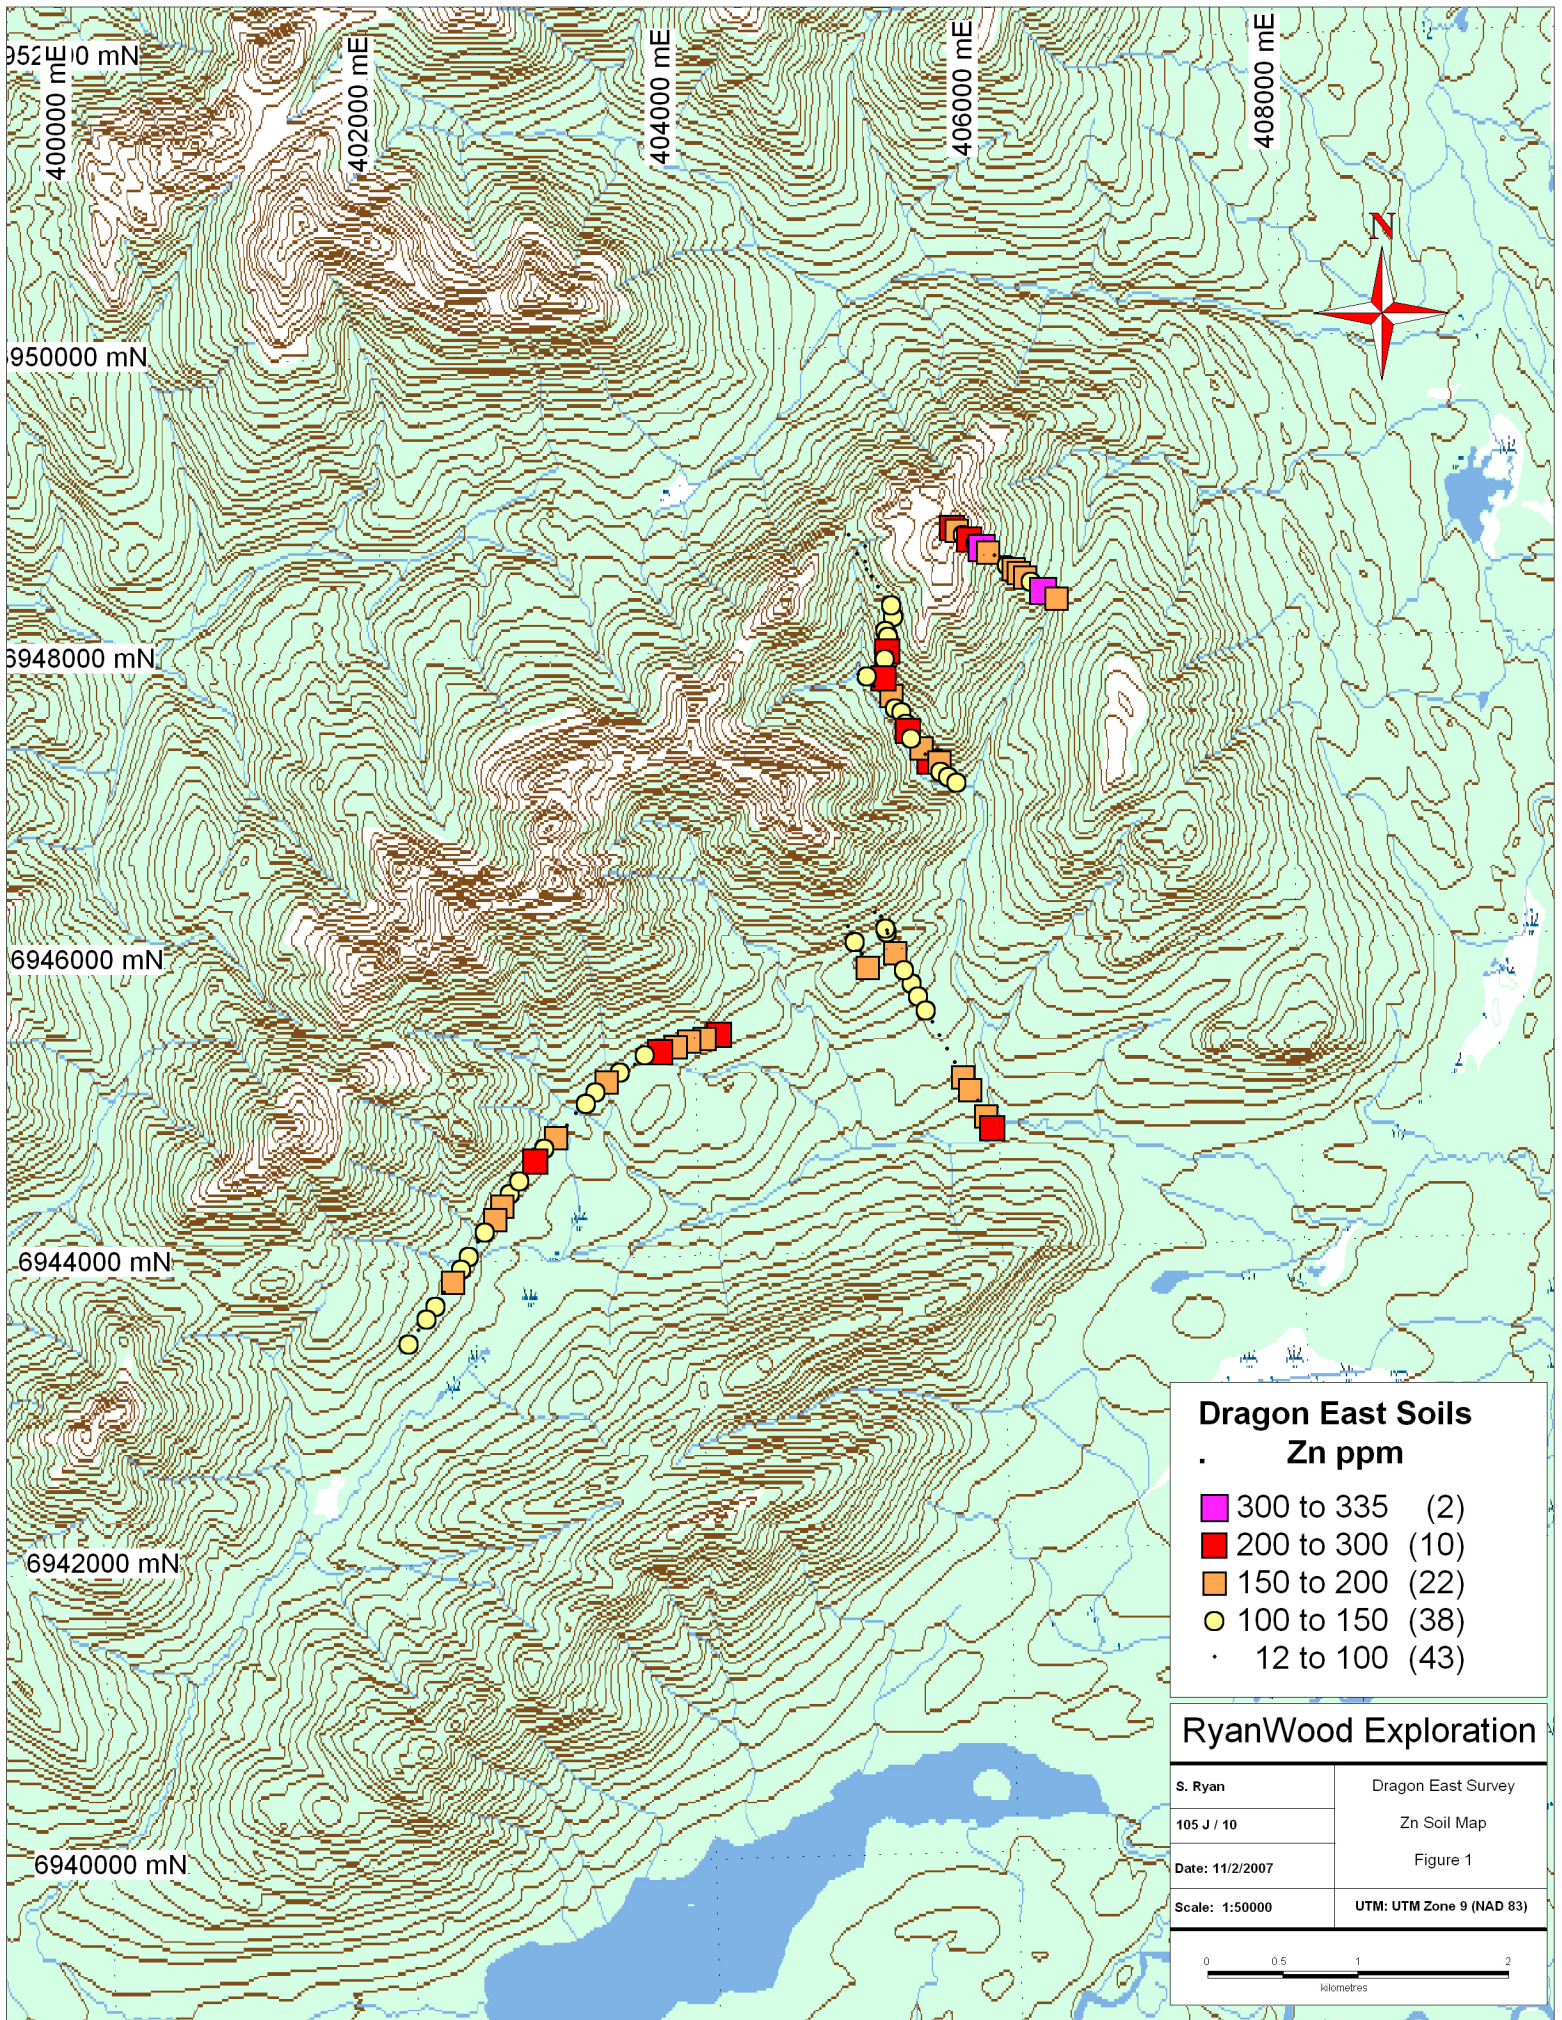 400000 mE
402000 mE
404000 mE
406000 mE
408000 mE
N
6950000 mN
6948000 mN
6946000 mN
6944000 mN
6942000 mN
6940000 mN
Dragon East Soils
. Zn ppm
300 to 335 (2)
200 to 300 (10)
150 to 200 (22)
100 to 150 (38)
12 to 100 (43)
RyanWood Exploration
S. Ryan
Dragon East Survey
105 J / 10
Zn Soil Map
Date: 11/2/2007
Figure 1
Scale: 1:50000
UTM: UTM Zone 9 (NAD 83)
0 0.5 1 2
kilometres